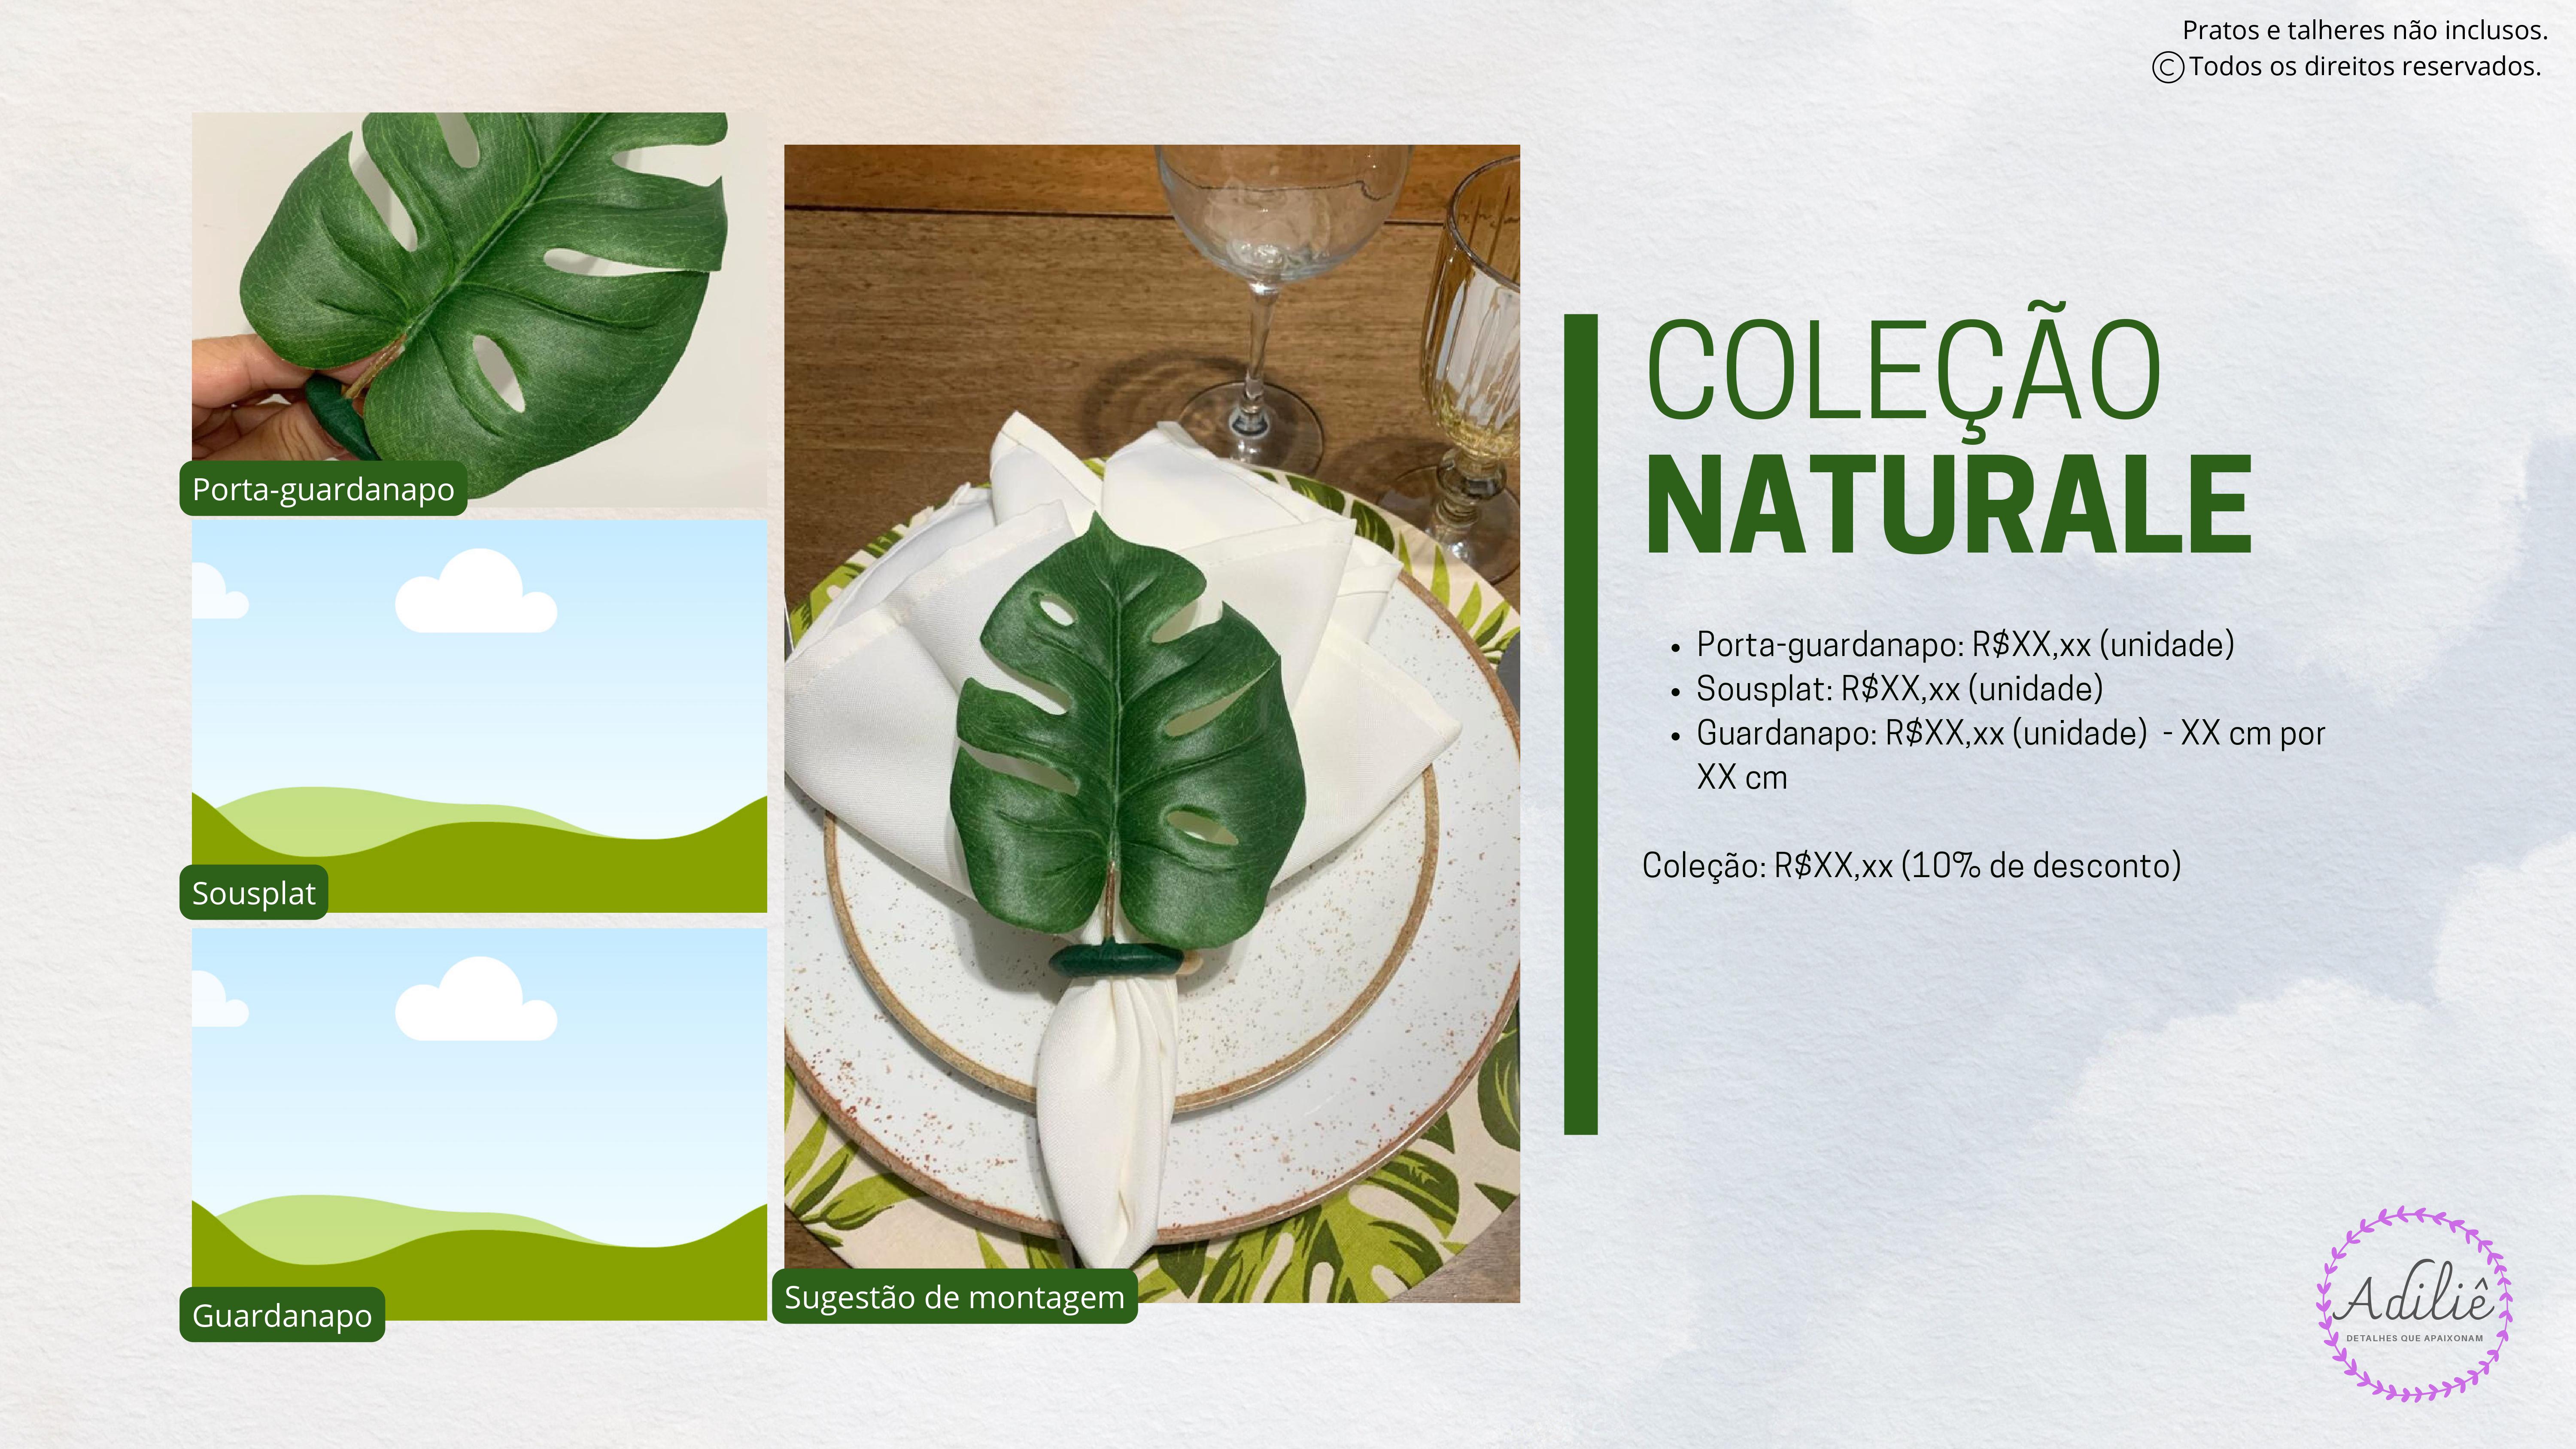 Pratos e talheres não inclusos.
© Todos os direitos reservados.
Porta-guardanapo
Sousplat
Guardanapo
Sugestão de montagem
COLEÇÃO
NATURALE
• Porta-guardanapo: R$XX,xx (unidade)
• Sousplat: R$XX,xx (unidade)
• Guardanapo: R$XX,xx (unidade) - XX cm por
XX cm
Coleção: R$XX,xx (10% de desconto)
Adiliê
DETALHES QUE APAIXONAM